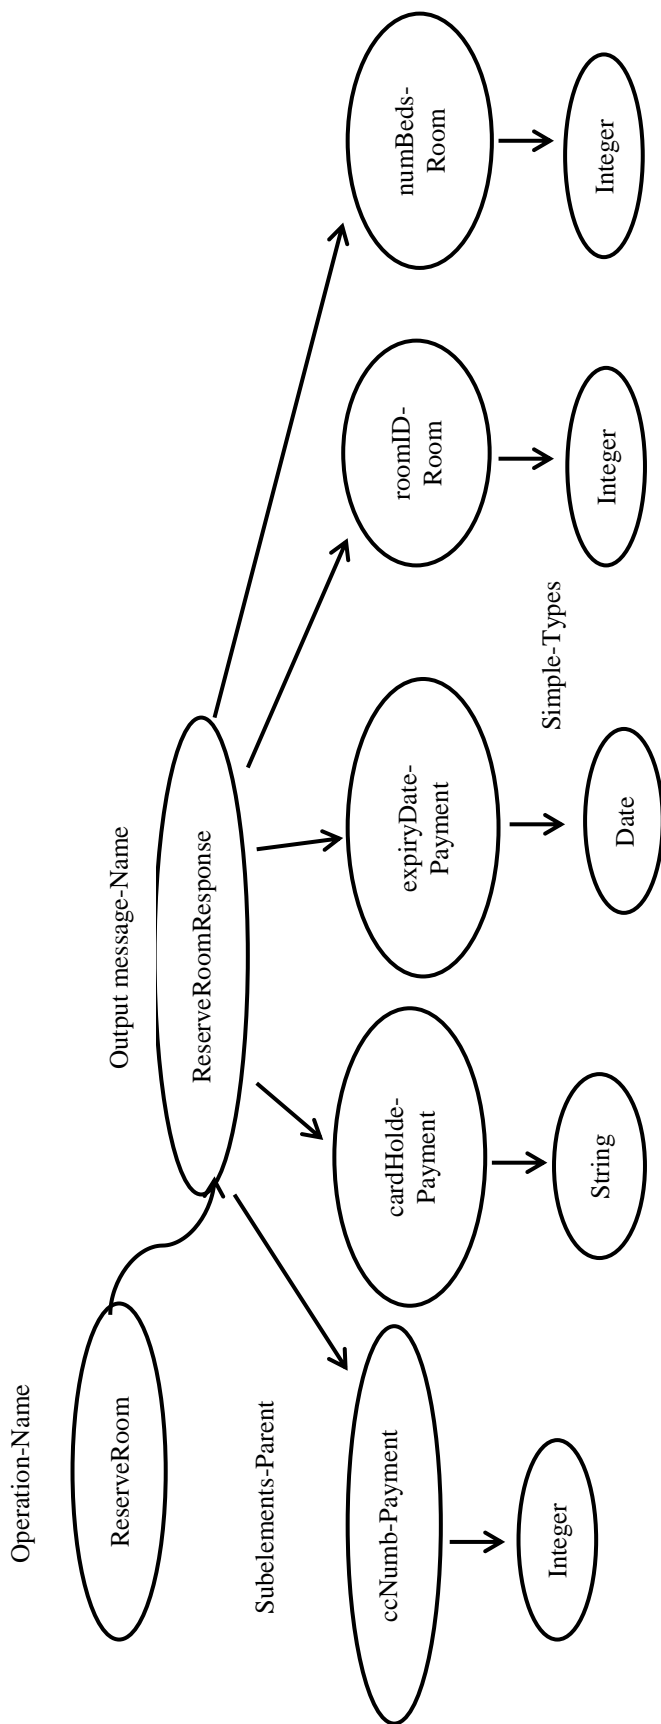 Operation-Name
ReserveRoom
Output message-Name
ReserveRoomResponse
Subelements-Parent
ccNumb-Payment
cardHolde-
Payment
expiryDate-
Payment
roomID-
Room
numBeds-
Room
Simple-Types
Integer
String
Date
Integer
Integer